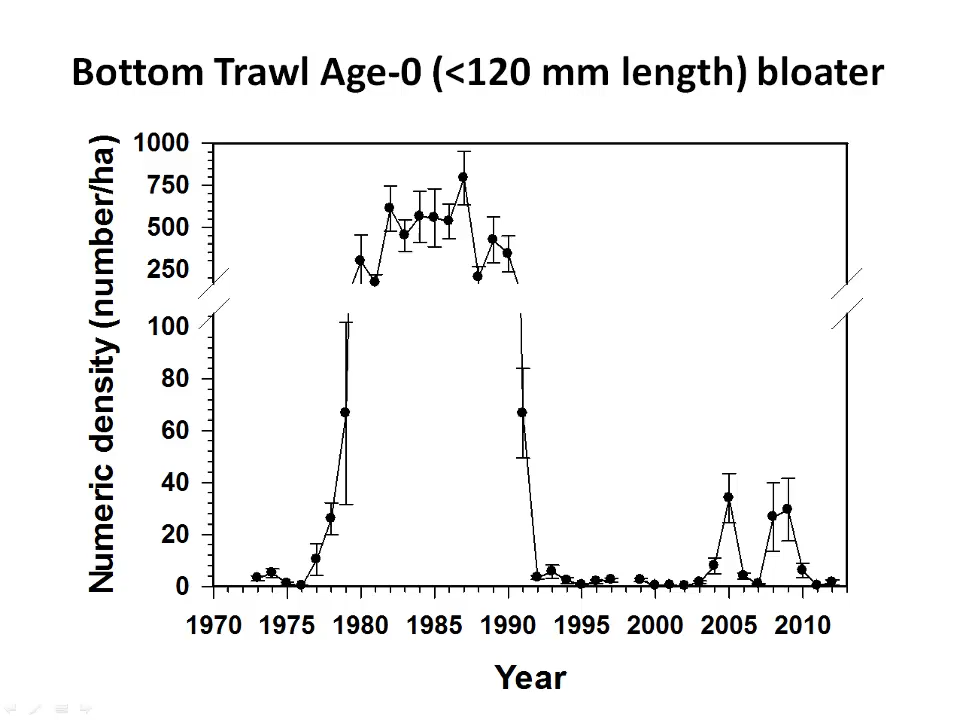 Bottom Trawl Age-0 (<120 mm length) bloater
Numeric density (number/ha)
1000
750
500
250
100
80
60
40
20
0
1970 1975 1980 1985 1990 1995 2000 2005 2010
Year